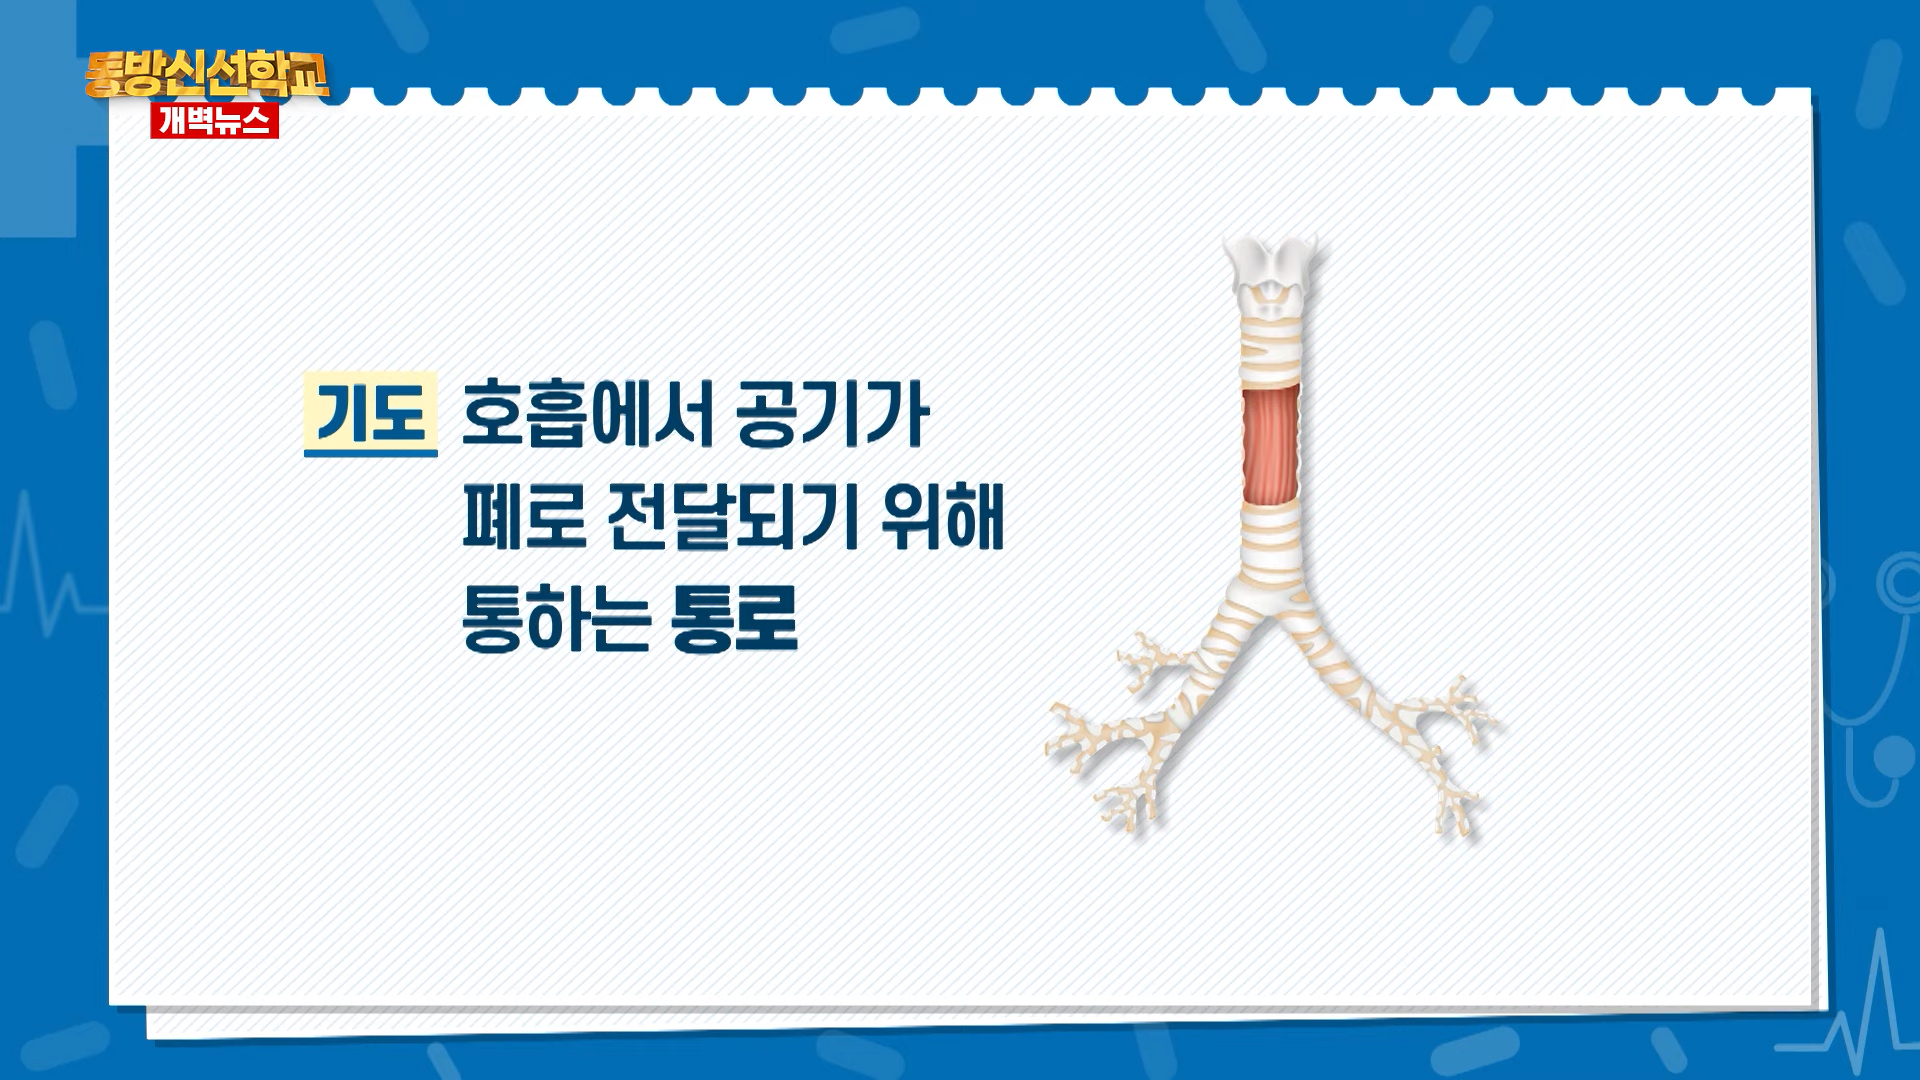 동방신선학교
개벽뉴스
기도 호흡에서 공기가
폐로 전달되기 위해
통하는 통로